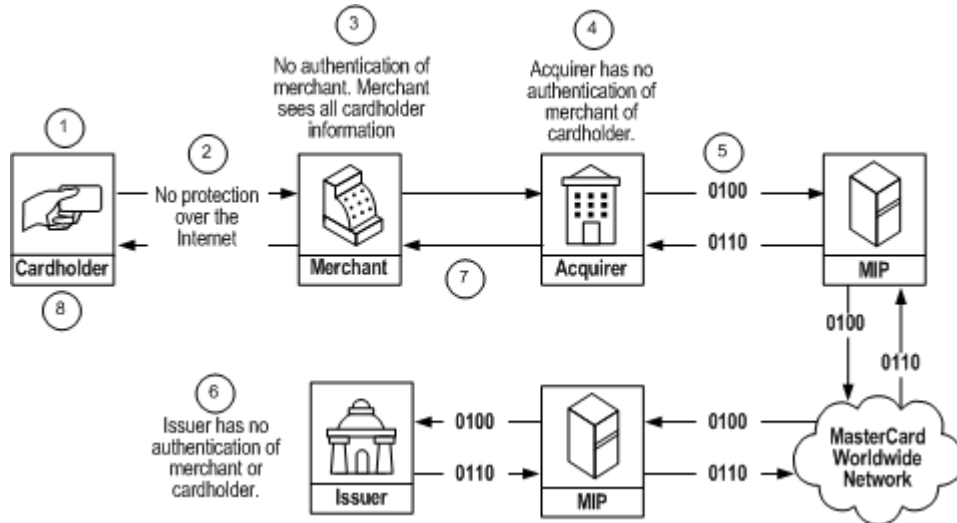 3
No authentication of
merchant. Merchant
sees all cardholder
information
4
Acquirer has no
authentication of
merchant of
cardholder.
1
2
No protection
over the
Internet
5
0100
0110
Cardholder
Merchant
Acquirer
MIP
8
7
0100
0110
6
Issuer has no
authentication of
merchant or
cardholder.
0100
0110
Issuer
MIP
0100
0110
MasterCard
Worldwide
Network